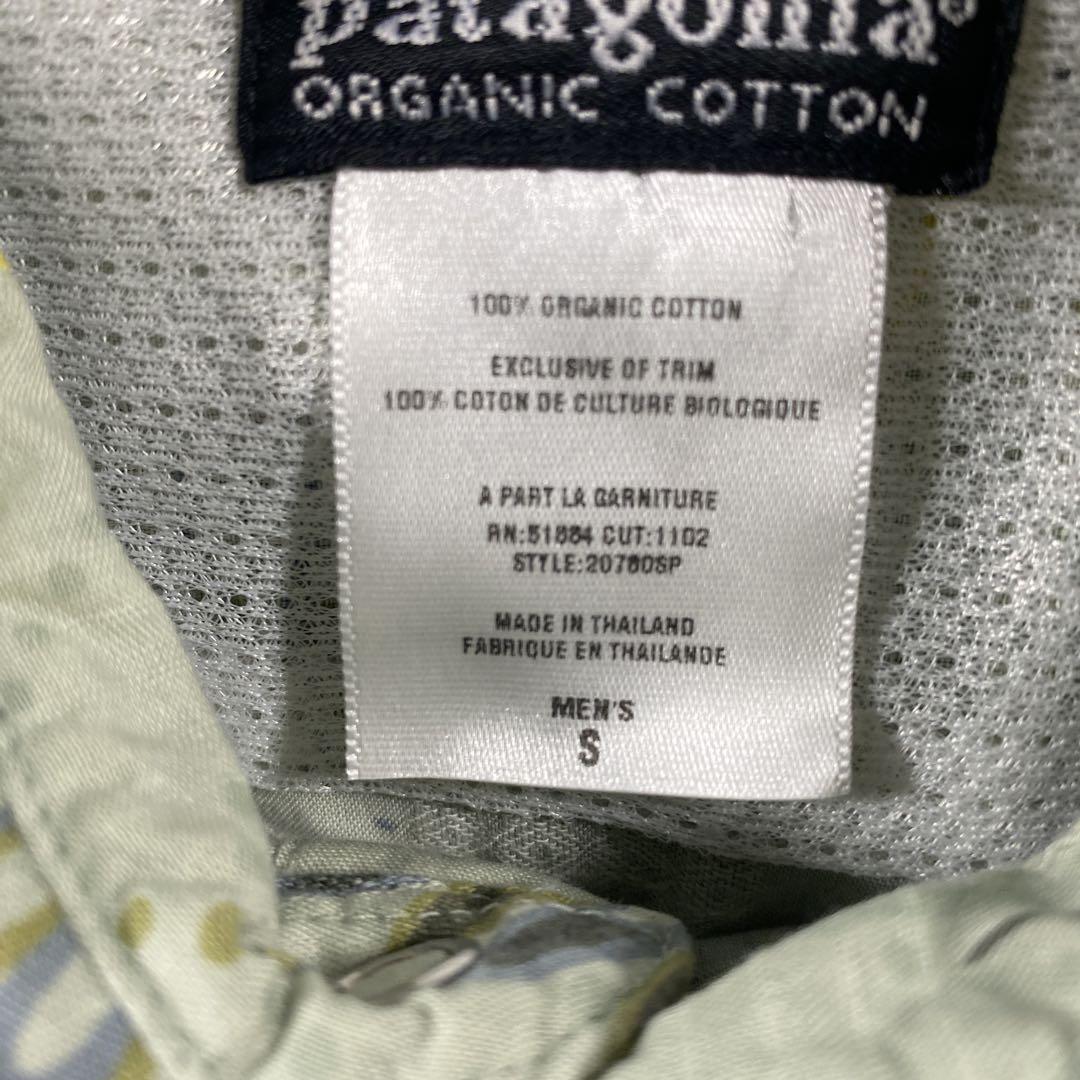 patagonia®
ORGANIC COTTON
100% ORGANIC COTTON
EXCLUSIVE OF TRIM
100% COTON DE CULTURE BIOLOGIQUE
A PART LA GARNITURE
RN:51884 CUT:1102
STYLE:20780SP
MADE IN THAILAND
FABRIQUE EN THAILANDE
MEN'S
S